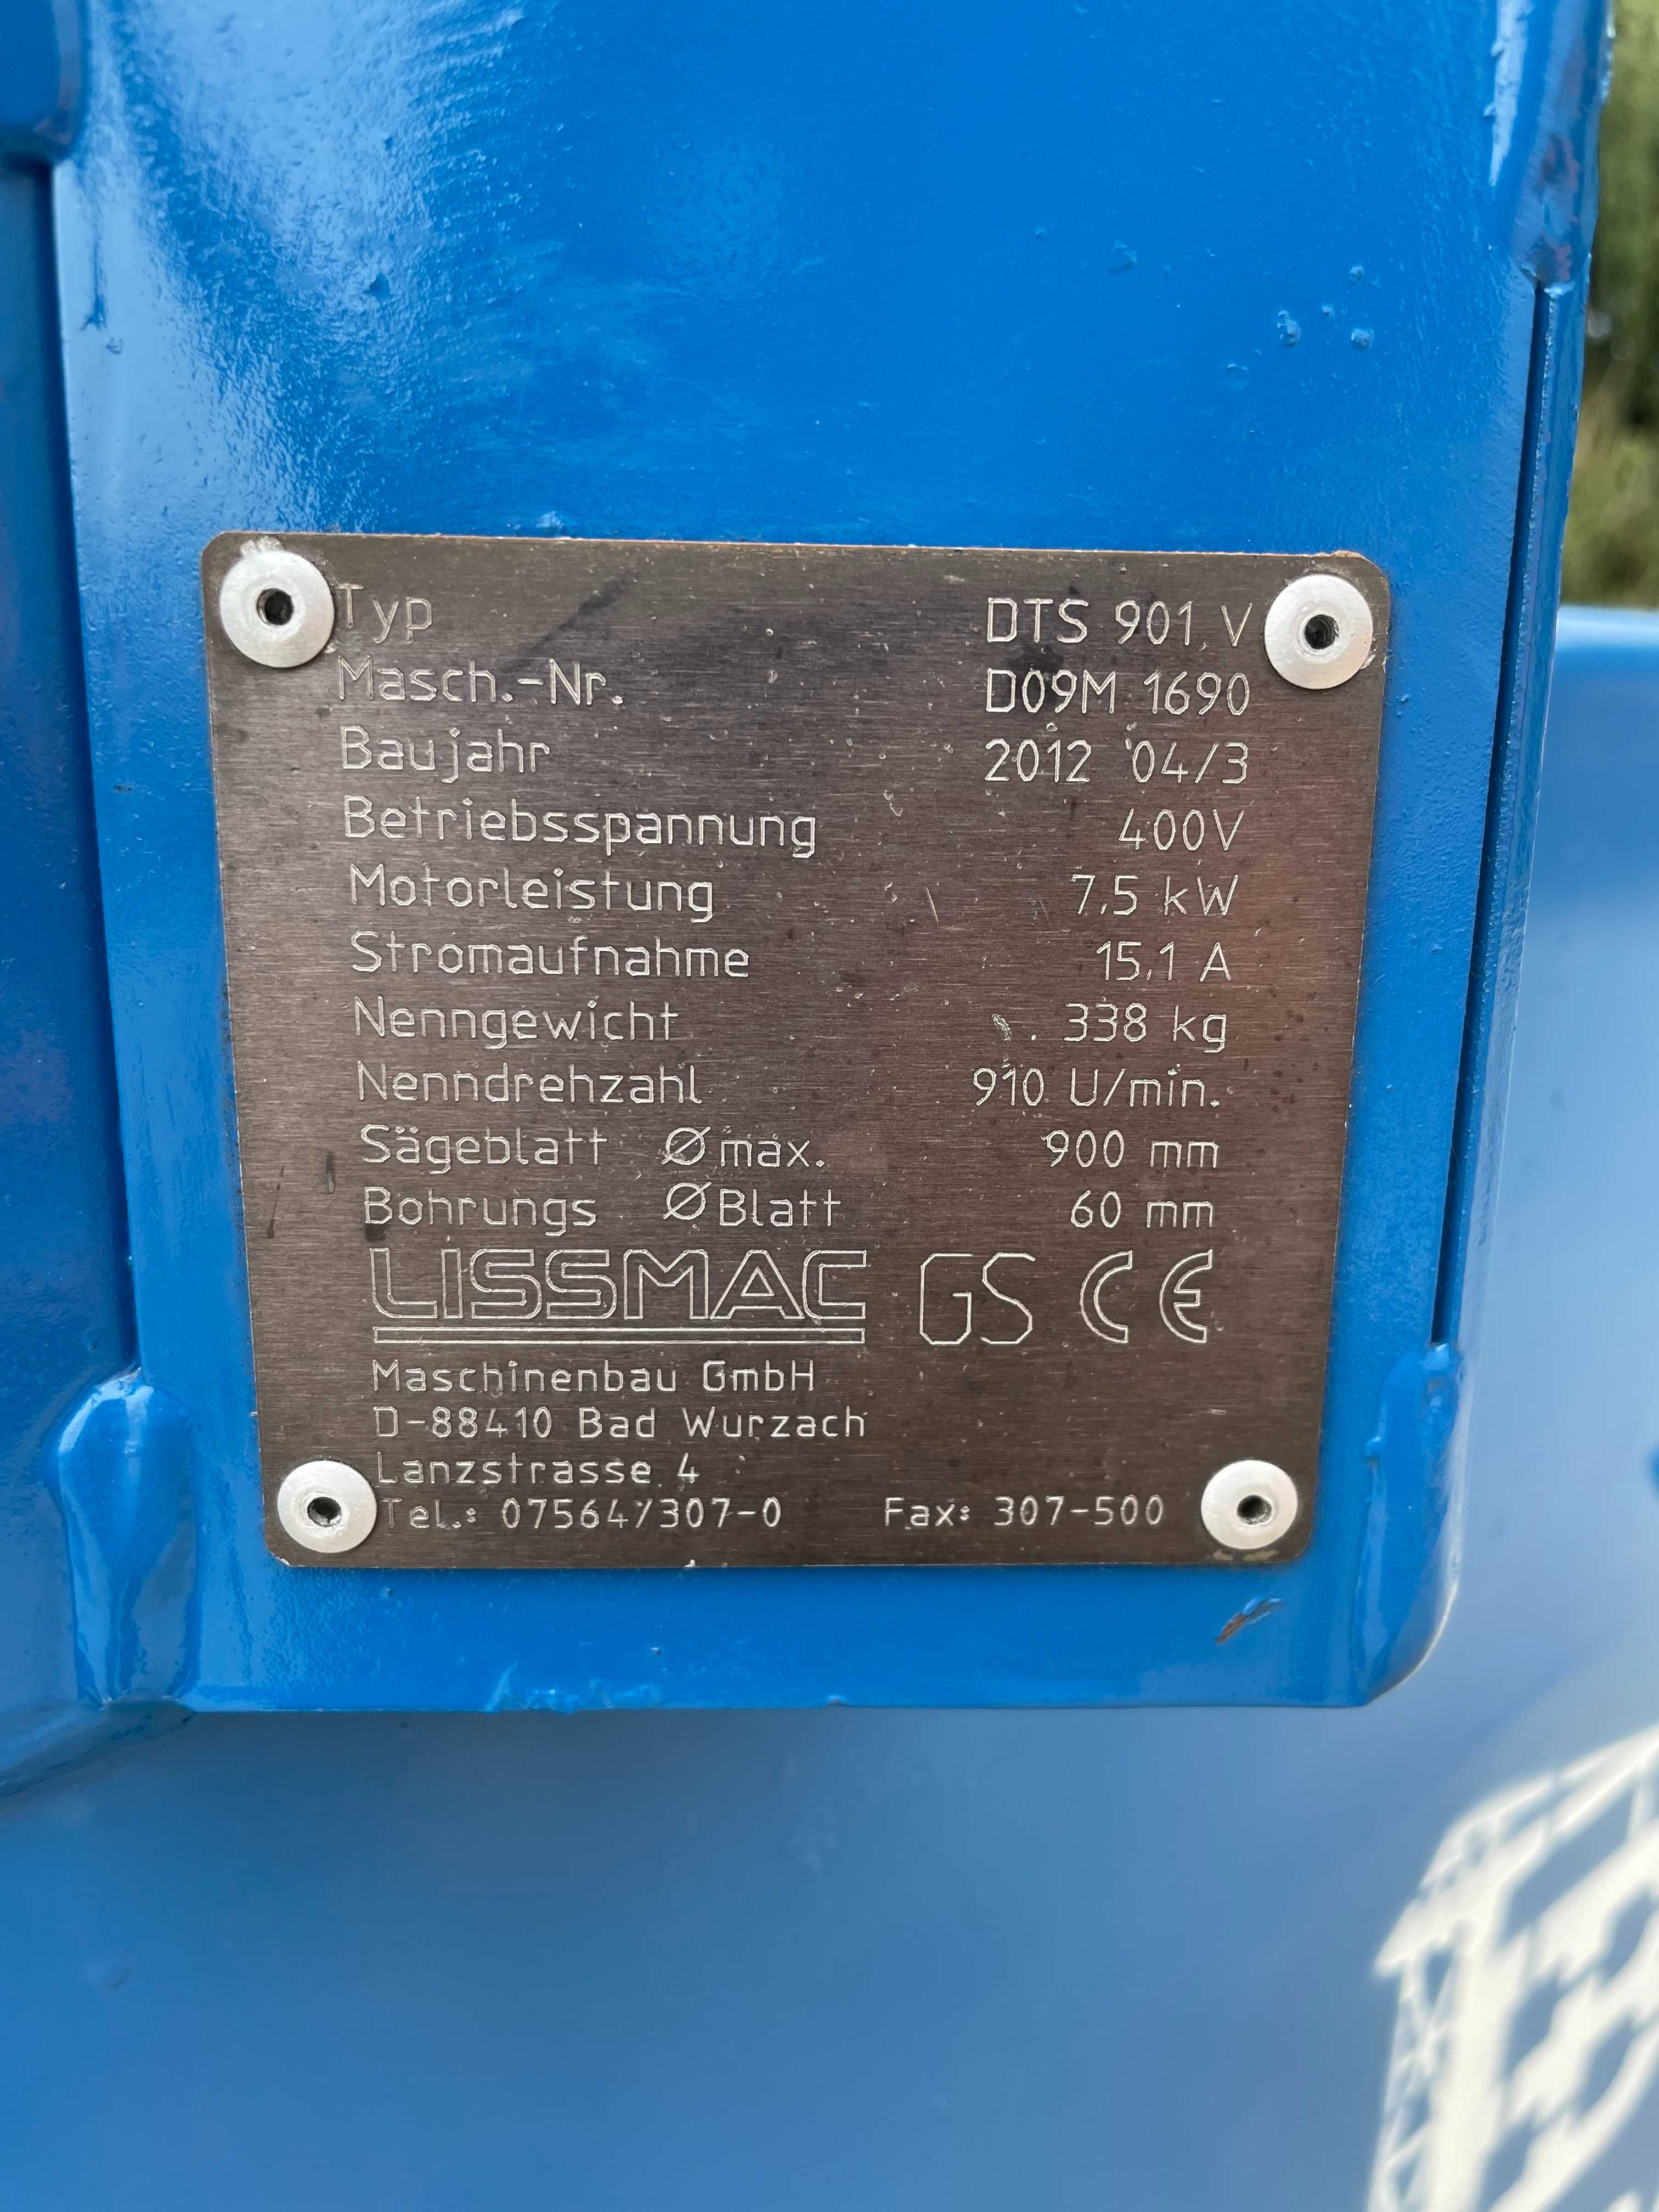 Typ DTS 901 V
Masch.-Nr. D09M 1690
Baujahr 2012 04/3
Betriebsspannung 400V
Motorleistung 7,5 kW
Stromaufnahme 15,1 A
Nenngewicht 338 kg
Nenndrehzahl 910 U/min.
Sägeblatt Ø max. 900 mm
Bohrungs Ø Blatt 60 mm
LISSMAC GS CE
Maschinenbau GmbH
D-88410 Bad Wurzach
Lanzstrasse 4
Tel.: 07564/307-0 Fax: 307-500